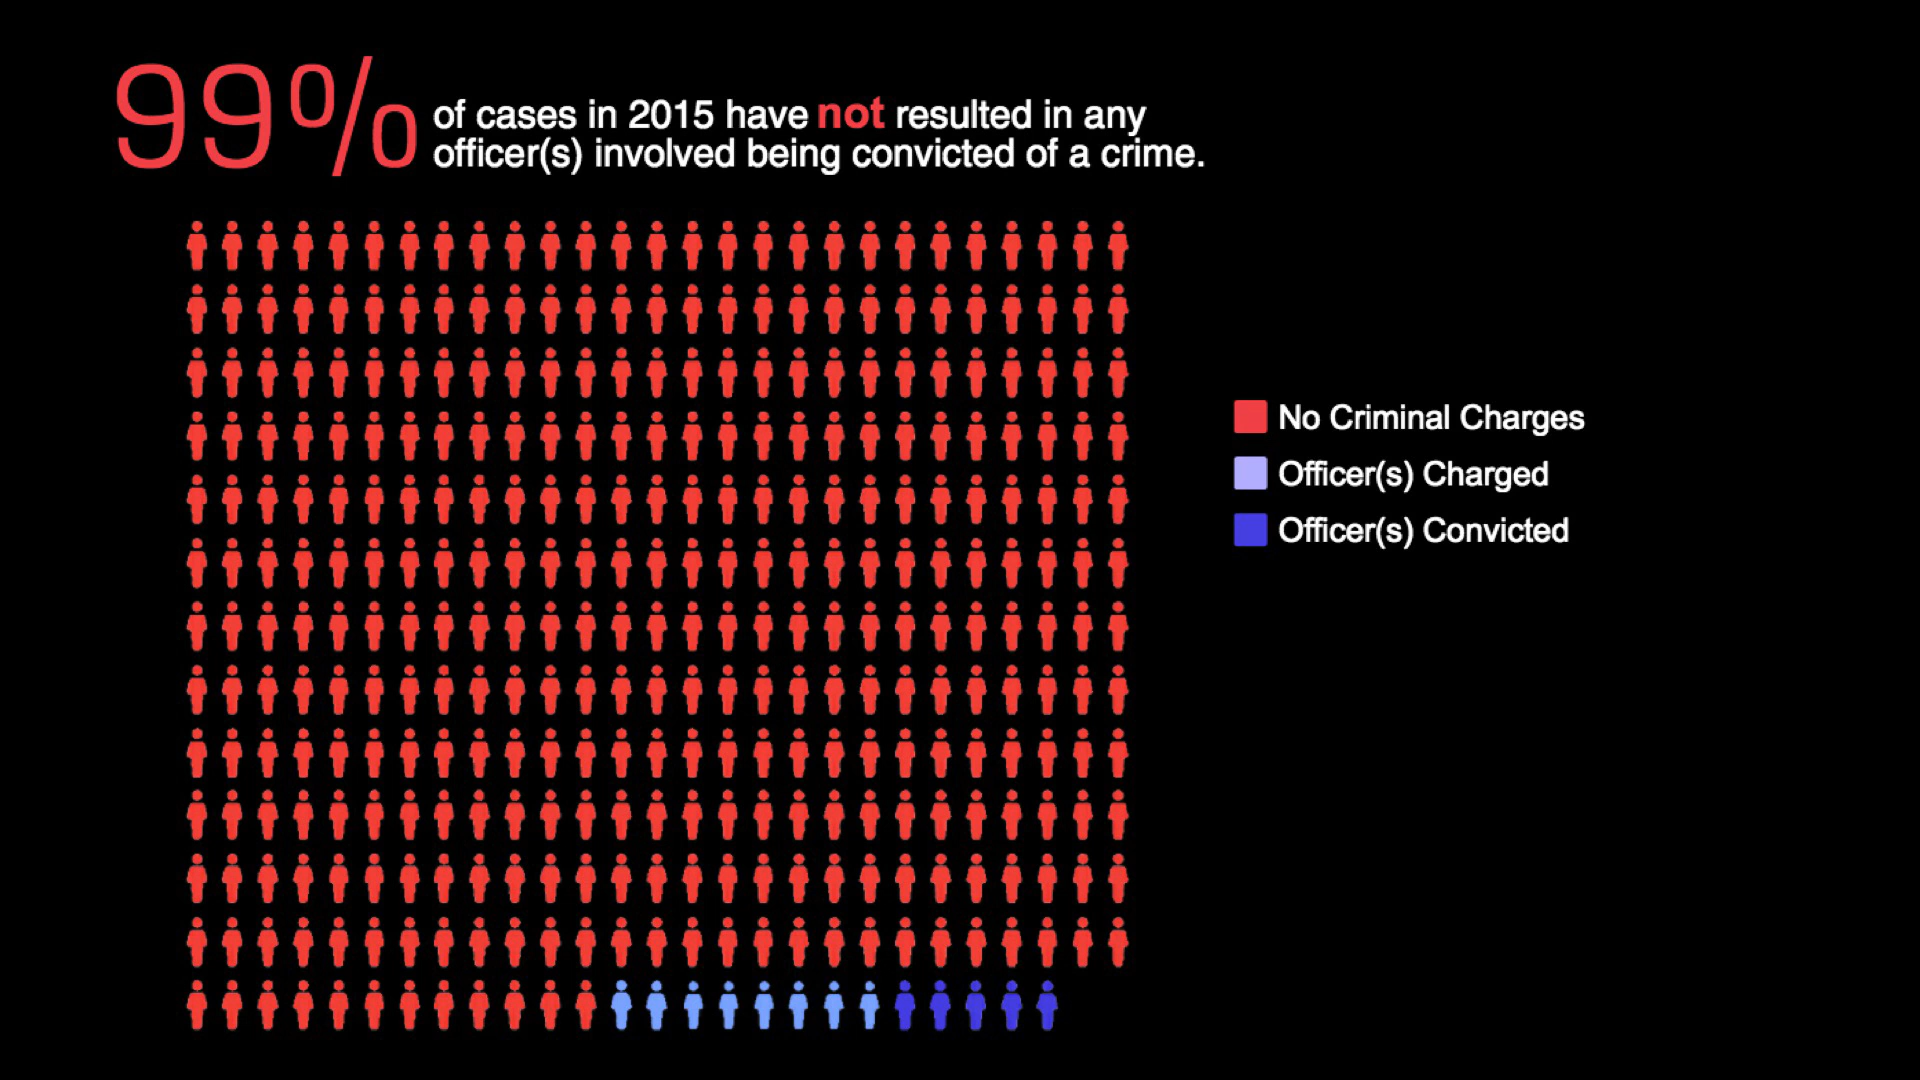 99%
of cases in 2015 have not resulted in any
officer(s) involved being convicted of a crime.
No Criminal Charges
Officer(s) Charged
Officer(s) Convicted